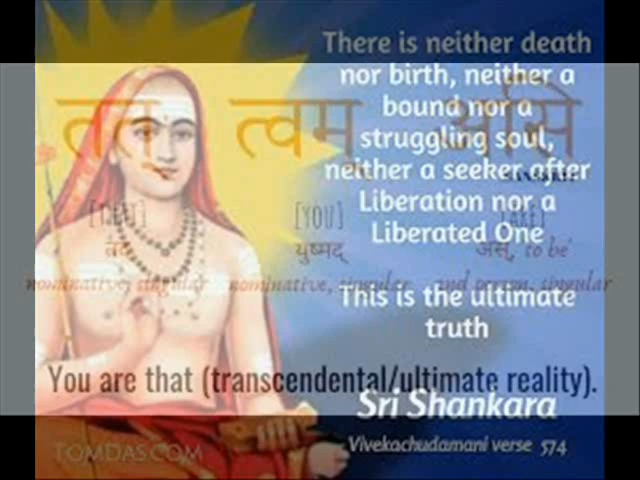 There is neither death
nor birth, neither a
bound nor a
struggling soul,
neither a seeker after
Liberation nor a
Liberated One
This is the ultimate
truth
Sri Shankara
Vivekachudamani verse 574
तत् त्वम् असि
[THAT] [YOU] [ARE]
तद् युष्मद् अस्, to be'
nominative, singular nominative, singular 2nd person, singular
You are that (transcendental/ultimate reality).
TOMDAS.COM